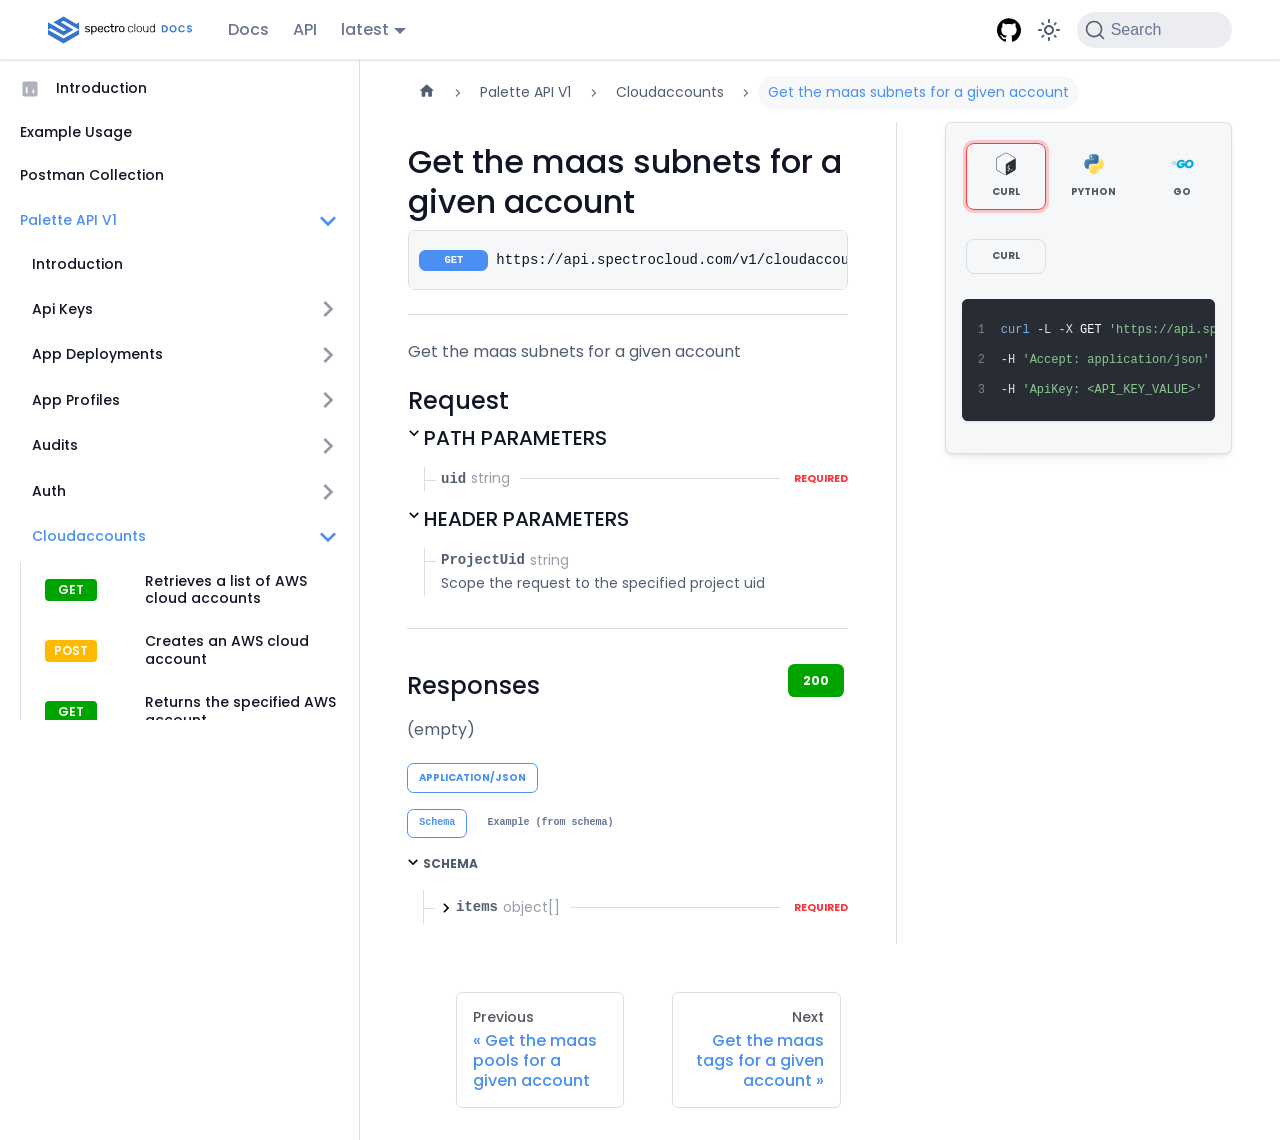 spectro cloud DOCS
Docs
API
latest
Search
Introduction
Example Usage
Postman Collection
Palette API V1
Introduction
Api Keys
App Deployments
App Profiles
Audits
Auth
Cloudaccounts
GET
Retrieves a list of AWS
cloud accounts
POST
Creates an AWS cloud
account
GET
Returns the specified AWS
account
Palette API V1
Cloudaccounts
Get the maas subnets for a given account
Get the maas subnets for a
given account
GET https://api.spectrocloud.com/v1/cloudaccou
Get the maas subnets for a given account
Request
PATH PARAMETERS
uid string REQUIRED
HEADER PARAMETERS
ProjectUid string
Scope the request to the specified project uid
Responses
200
(empty)
APPLICATION/JSON
Schema
Example (from schema)
SCHEMA
items object[] REQUIRED
Previous
« Get the maas
pools for a
given account
Next
Get the maas
tags for a given
account »
CURL
PYTHON
GO
CURL
1 curl -L -X GET 'https://api.sp
2 -H 'Accept: application/json'
3 -H 'ApiKey: <API_KEY_VALUE>'